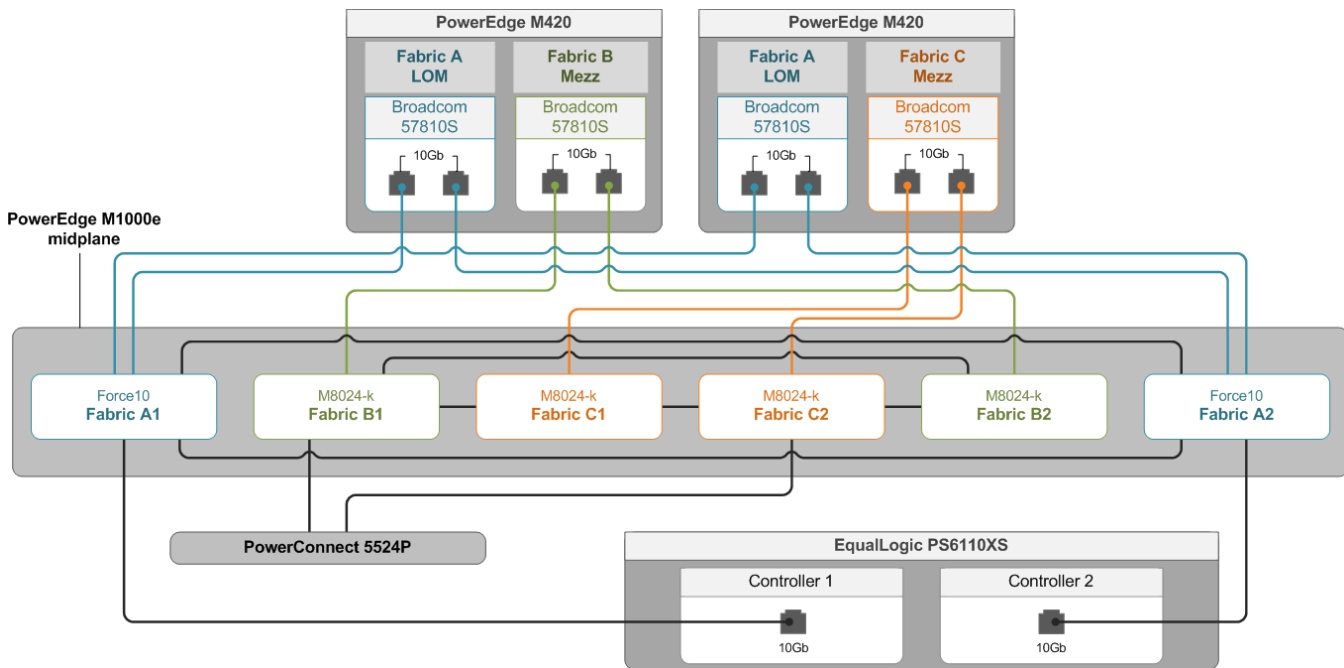 PowerEdge M420
PowerEdge M420
Fabric A
LOM
Fabric B
Mezz
Fabric A
LOM
Fabric C
Mezz
Broadcom
57810S
Broadcom
57810S
Broadcom
57810S
Broadcom
57810S
10Gb
10Gb
10Gb
10Gb
PowerEdge M1000e
midplane
Force10
Fabric A1
M8024-k
Fabric B1
M8024-k
Fabric C1
M8024-k
Fabric C2
M8024-k
Fabric B2
Force10
Fabric A2
PowerConnect 5524P
EqualLogic PS6110XS
Controller 1
Controller 2
10Gb
10Gb